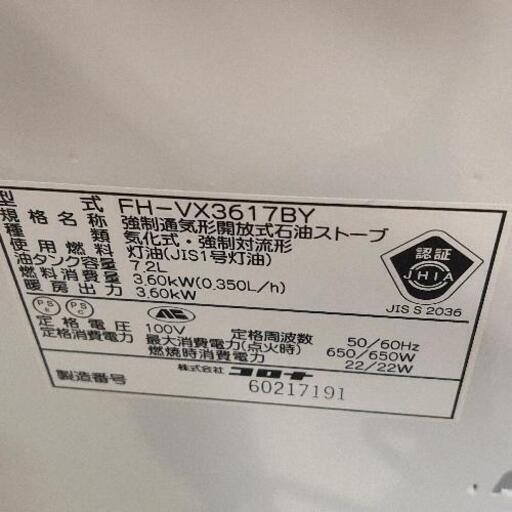 型式 FH-VX3617BY
規格名称 強制通気形開放式石油ストーブ
種類 気化式・強制対流形
使用燃料 灯油(JIS1号灯油)
油タンク容量 7.2L
燃料消費量 3.60kW(0.350L/h)
暖房出力 3.60kW
認証
JHIA
JIS S 2036
PS E
PS C
定格電圧 100V 定格周波数 50/60Hz
定格消費電力 最大消費電力(点火時) 650/650W
燃焼時消費電力 22/22W
株式会社 コロナ
製造番号 60217191